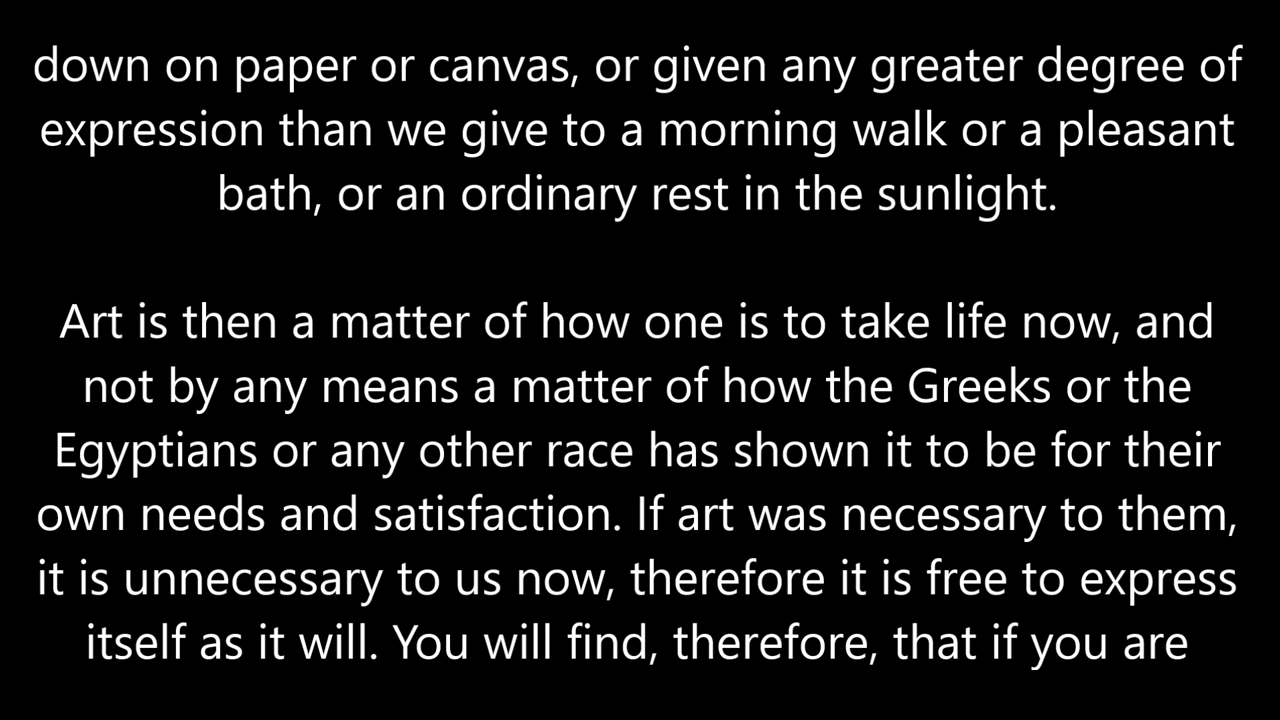 down on paper or canvas, or given any greater degree of
expression than we give to a morning walk or a pleasant
bath, or an ordinary rest in the sunlight.
Art is then a matter of how one is to take life now, and
not by any means a matter of how the Greeks or the
Egyptians or any other race has shown it to be for their
own needs and satisfaction. If art was necessary to them,
it is unnecessary to us now, therefore it is free to express
itself as it will. You will find, therefore, that if you are